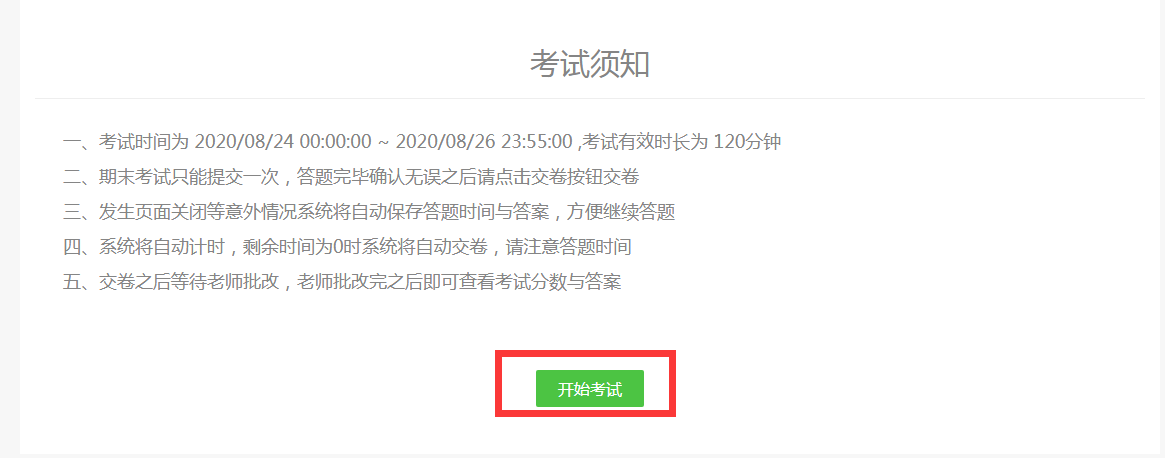 考试须知
一、考试时间为 2020/08/24 00:00:00 ~ 2020/08/26 23:55:00 ,考试有效时长为 120分钟
二、期末考试只能提交一次，答题完毕确认无误之后请点击交卷按钮交卷
三、发生页面关闭等意外情况系统将自动保存答题时间与答案，方便继续答题
四、系统将自动计时，剩余时间为0时系统将自动交卷，请注意答题时间
五、交卷之后等待老师批改，老师批改完之后即可查看考试分数与答案
开始考试